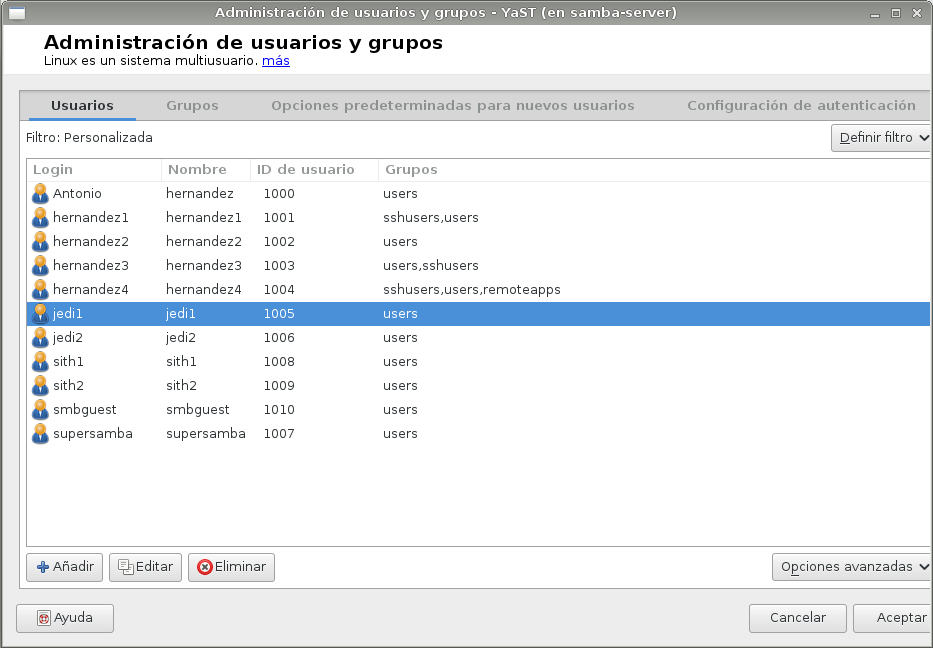 Administración de usuarios y grupos - YaST (en samba-server)
Administración de usuarios y grupos
Linux es un sistema multiusuario. más
Usuarios Grupos Opciones predeterminadas para nuevos usuarios Configuración de autenticación
Filtro: Personalizada Definir filtro
Login Nombre ID de usuario Grupos
Antonio hernandez 1000 users
hernandez1 hernandez1 1001 sshusers,users
hernandez2 hernandez2 1002 users
hernandez3 hernandez3 1003 users,sshusers
hernandez4 hernandez4 1004 sshusers,users,remoteapps
jedi1 jedi1 1005 users
jedi2 jedi2 1006 users
sith1 sith1 1008 users
sith2 sith2 1009 users
smbguest smbguest 1010 users
supersamba supersamba 1007 users
Añadir Editar Eliminar Opciones avanzadas
Ayuda Cancelar Aceptar